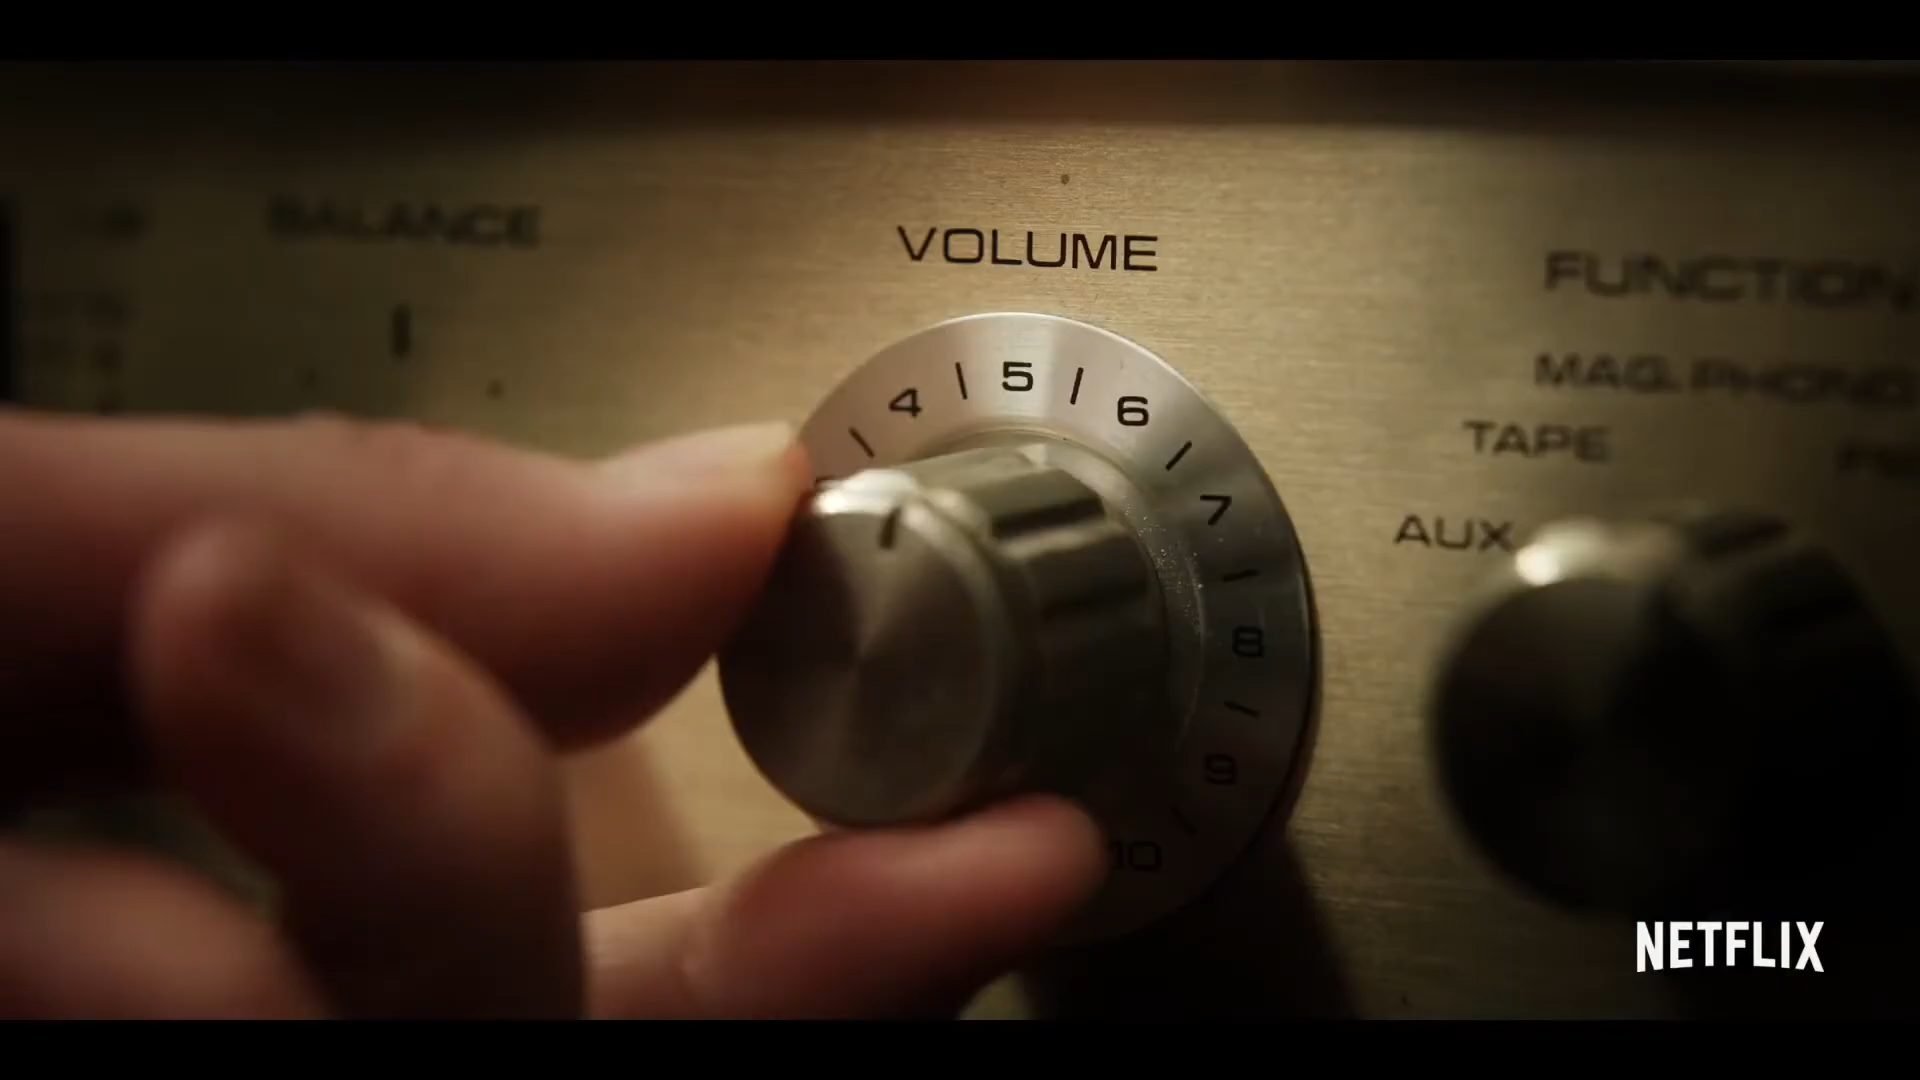 BALANCE
VOLUME
FUNCTION
MAG. PHONO
TAPE
AUX
4 | 5 | 6
7
8
9
10
NETFLIX